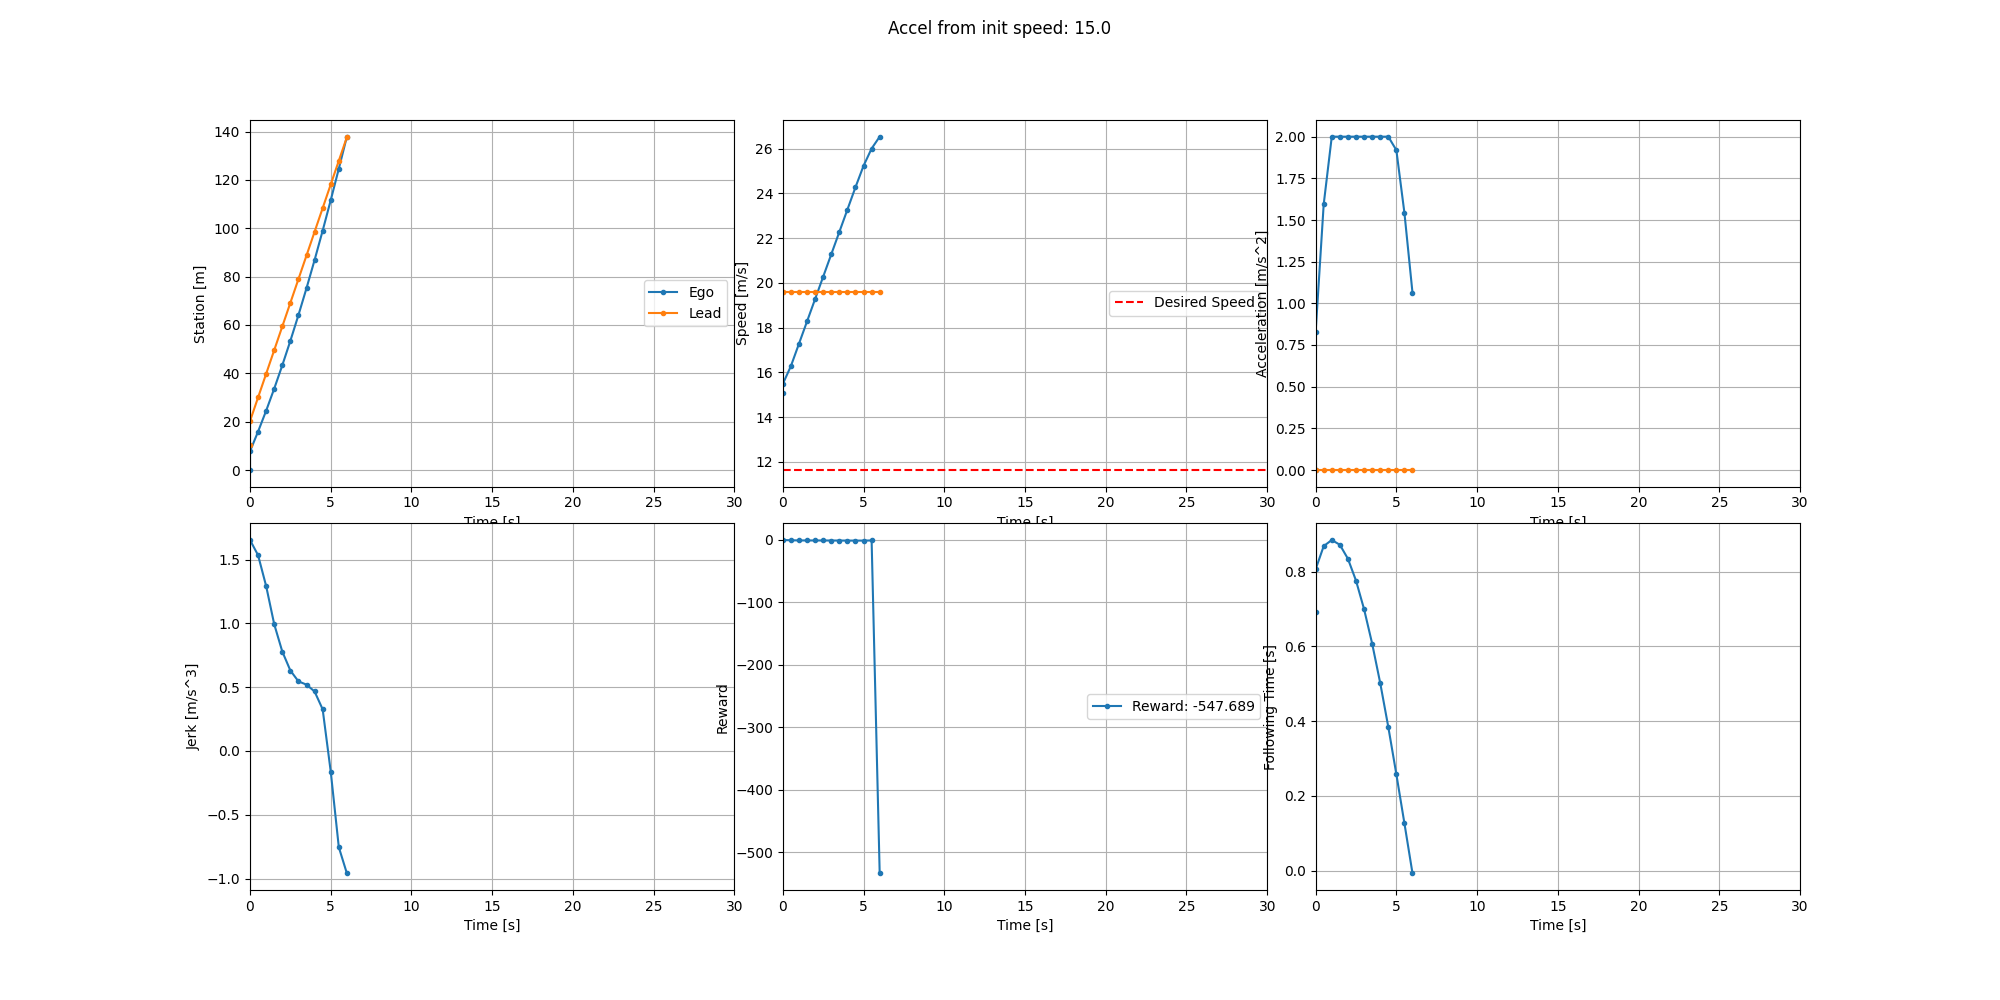 Accel from init speed: 15.0
Station [m]
140
120
100
80
60
40
20
0
Ego
Lead
0 5 10 15 20 25 30
Time [s]
Speed [m/s]
26
24
22
20
18
16
14
12
Desired Speed
0 5 10 15 20 25 30
Time [s]
Acceleration [m/s^2]
2.00
1.75
1.50
1.25
1.00
0.75
0.50
0.25
0.00
0 5 10 15 20 25 30
Time [s]
Jerk [m/s^3]
1.5
1.0
0.5
0.0
−0.5
−1.0
0 5 10 15 20 25 30
Time [s]
Reward
0
−100
−200
−300
−400
−500
Reward: -547.689
0 5 10 15 20 25 30
Time [s]
Following Time [s]
0.8
0.6
0.4
0.2
0.0
0 5 10 15 20 25 30
Time [s]